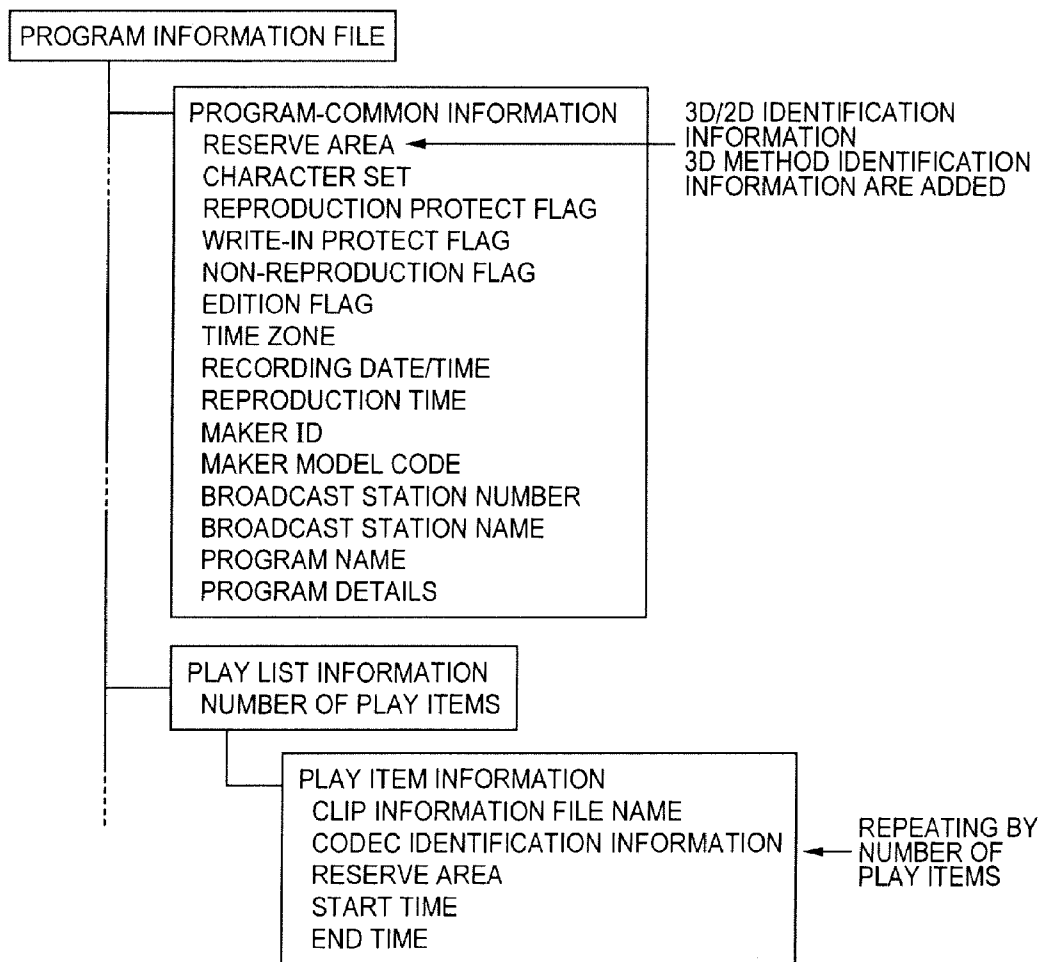 PROGRAM INFORMATION FILE
PROGRAM-COMMON INFORMATION
RESERVE AREA
CHARACTER SET
REPRODUCTION PROTECT FLAG
WRITE-IN PROTECT FLAG
NON-REPRODUCTION FLAG
EDITION FLAG
TIME ZONE
RECORDING DATE/TIME
REPRODUCTION TIME
MAKER ID
MAKER MODEL CODE
BROADCAST STATION NUMBER
BROADCAST STATION NAME
PROGRAM NAME
PROGRAM DETAILS
3D/2D IDENTIFICATION
INFORMATION
3D METHOD IDENTIFICATION
INFORMATION ARE ADDED
PLAY LIST INFORMATION
NUMBER OF PLAY ITEMS
PLAY ITEM INFORMATION
CLIP INFORMATION FILE NAME
CODEC IDENTIFICATION INFORMATION
RESERVE AREA
START TIME
END TIME
REPEATING BY
NUMBER OF
PLAY ITEMS